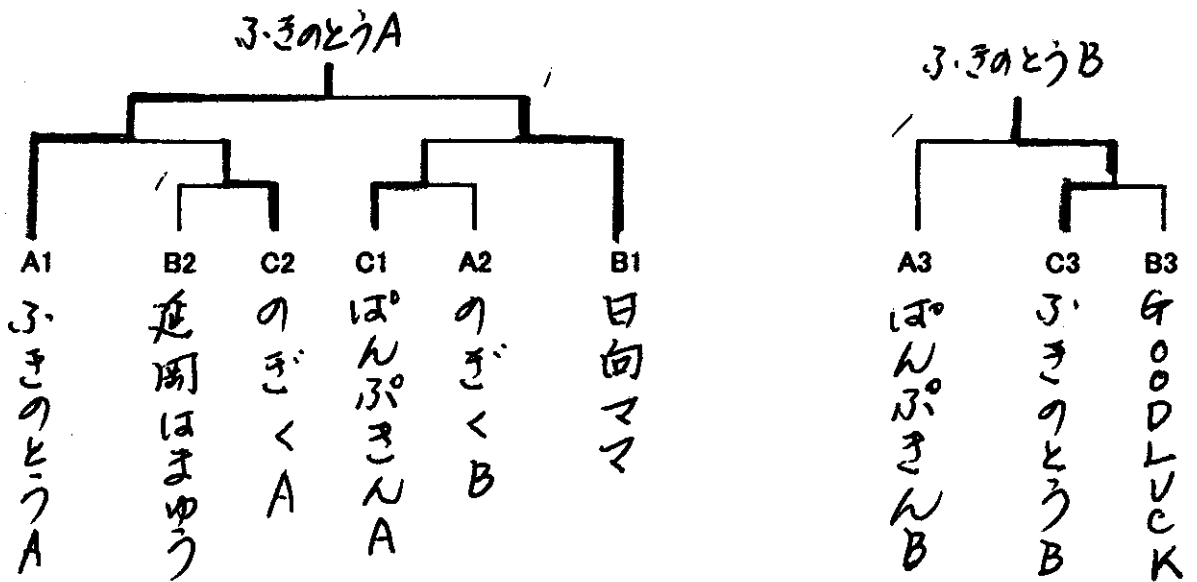 ふきのとうA
ふきのとうB
A1
B2
C2
C1
A2
B1
A3
C3
B3
ふきのとうA
延岡はまゆう
のぎくA
ぱんぷきんA
のぎくB
日向ママ
ぱんぷきんB
ふきのとうB
GOODLUCK